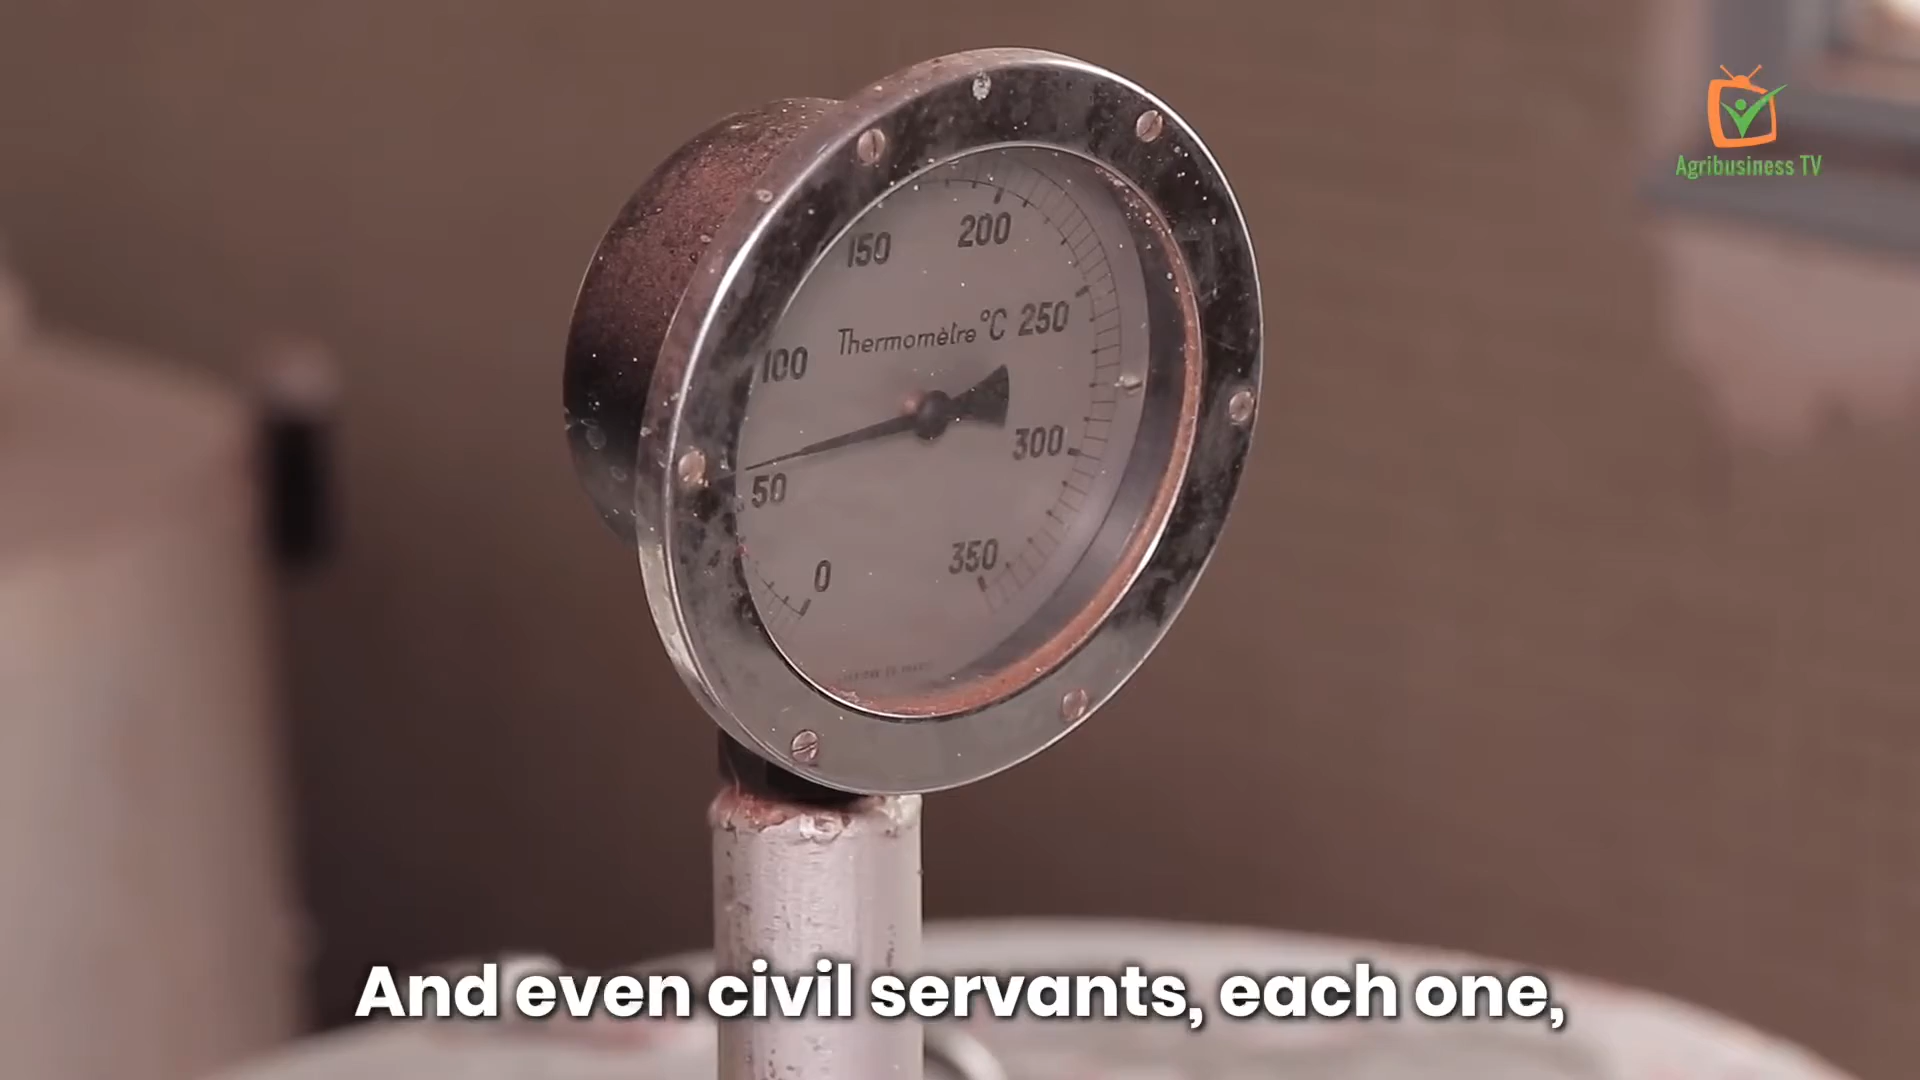 Agribusiness TV
150
200
100
Thermomètre °C
250
50
300
0
350
And even civil servants, each one,